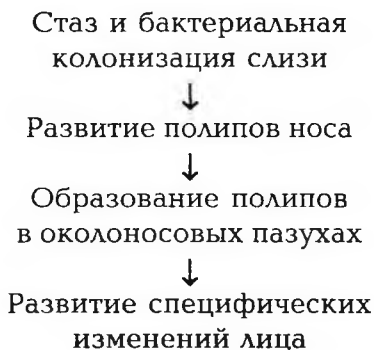 Стаз и бактериальная
колонизация слизи
↓
Развитие полипов носа
↓
Образование полипов
в околоносовых пазухах
↓
Развитие специфических
изменений лица